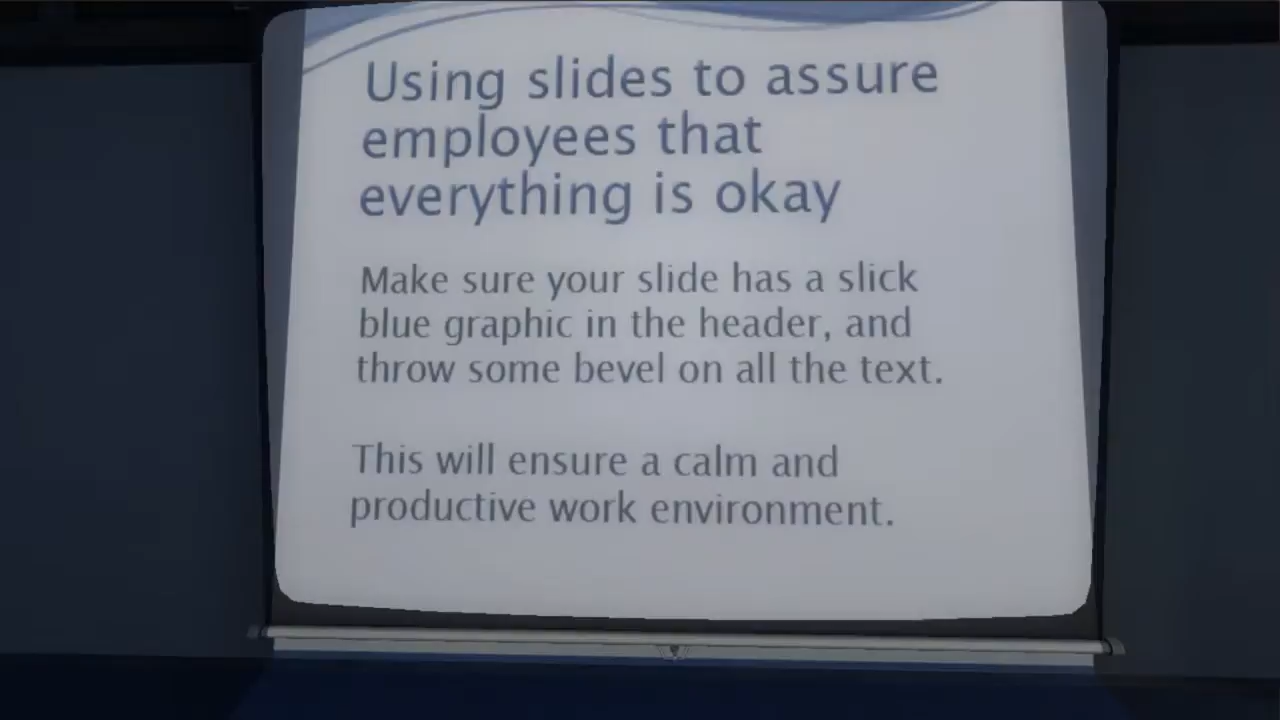 Using slides to assure
employees that
everything is okay
Make sure your slide has a slick
blue graphic in the header, and
throw some bevel on all the text.
This will ensure a calm and
productive work environment.